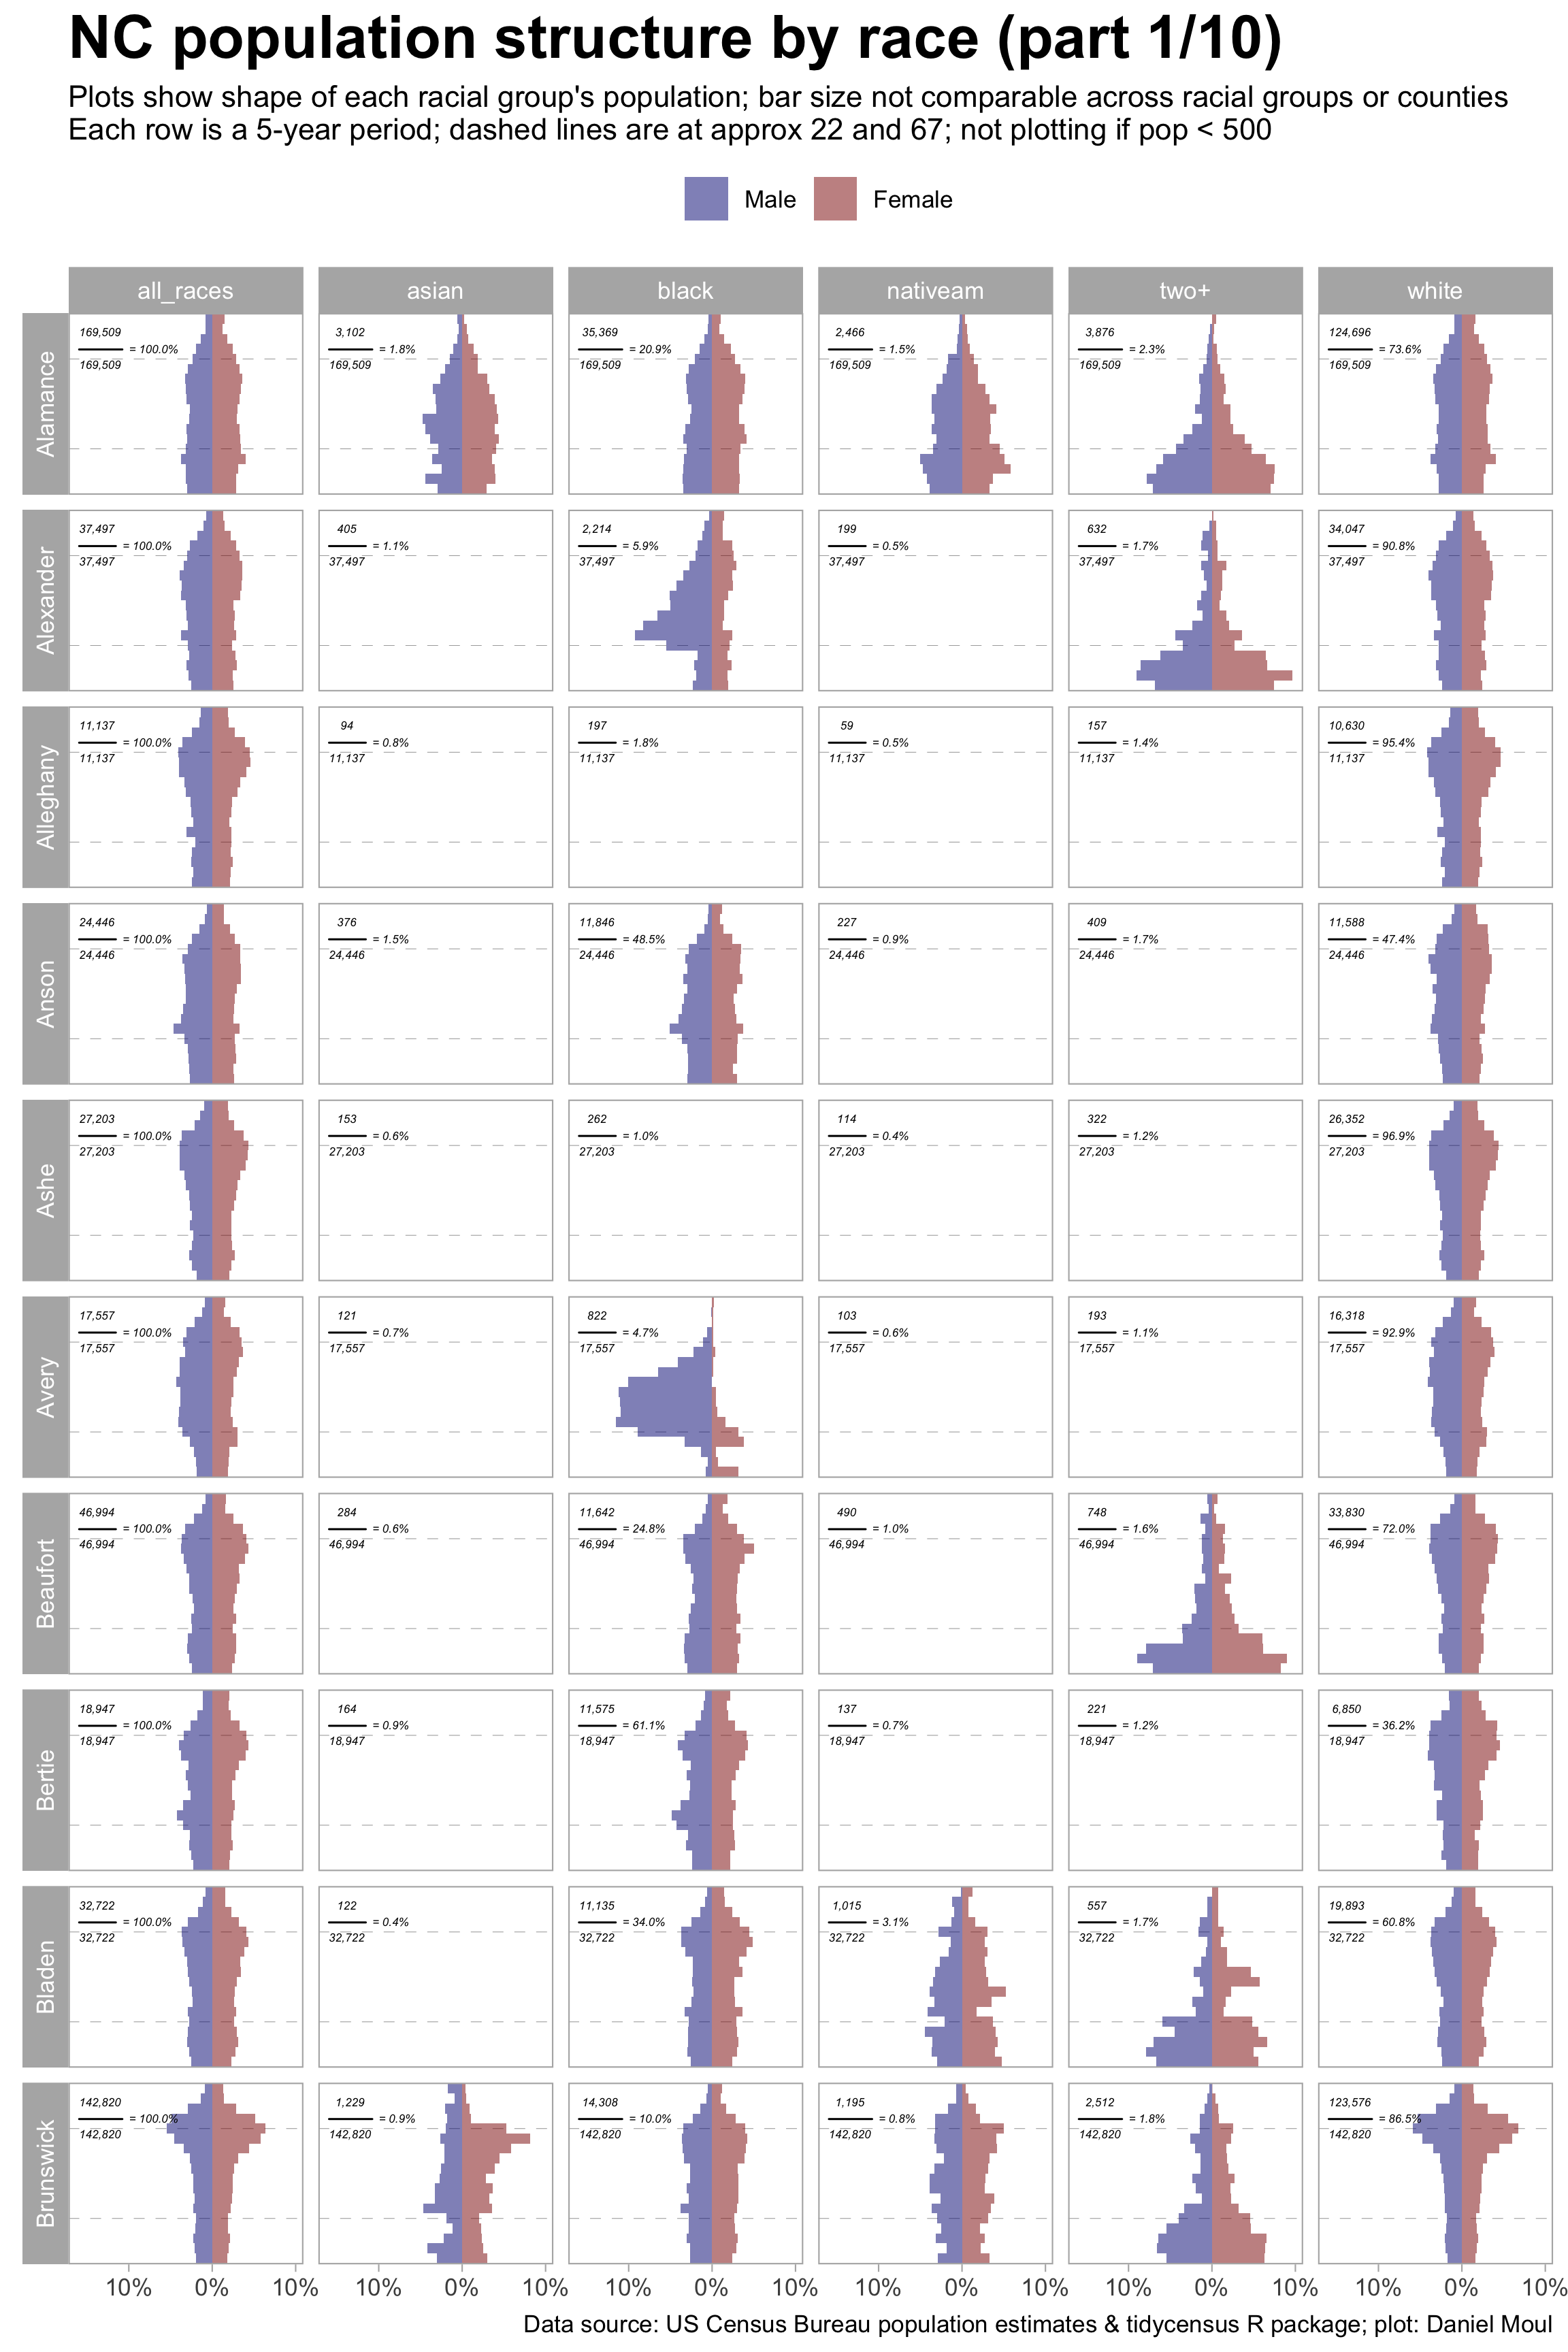 NC population structure by race (part 1/10)
Plots show shape of each racial group's population; bar size not comparable across racial groups or counties
Each row is a 5-year period; dashed lines are at approx 22 and 67; not plotting if pop < 500
Male Female
all_races asian black nativeam two+ white
Alamance
169,509 3,102 35,369 2,466 3,876 124,696
= 100.0% = 1.8% = 20.9% = 1.5% = 2.3% = 73.6%
169,509 169,509 169,509 169,509 169,509 169,509
Alexander
37,497 405 2,214 199 632 34,047
= 100.0% = 1.1% = 5.9% = 0.5% = 1.7% = 90.8%
37,497 37,497 37,497 37,497 37,497 37,497
Alleghany
11,137 94 197 59 157 10,630
= 100.0% = 0.8% = 1.8% = 0.5% = 1.4% = 95.4%
11,137 11,137 11,137 11,137 11,137 11,137
Anson
24,446 376 11,846 227 409 11,588
= 100.0% = 1.5% = 48.5% = 0.9% = 1.7% = 47.4%
24,446 24,446 24,446 24,446 24,446 24,446
Ashe
27,203 153 262 114 322 26,352
= 100.0% = 0.6% = 1.0% = 0.4% = 1.2% = 96.9%
27,203 27,203 27,203 27,203 27,203 27,203
Avery
17,557 121 822 103 193 16,318
= 100.0% = 0.7% = 4.7% = 0.6% = 1.1% = 92.9%
17,557 17,557 17,557 17,557 17,557 17,557
Beaufort
46,994 284 11,642 490 748 33,830
= 100.0% = 0.6% = 24.8% = 1.0% = 1.6% = 72.0%
46,994 46,994 46,994 46,994 46,994 46,994
Bertie
18,947 164 11,575 137 221 6,850
= 100.0% = 0.9% = 61.1% = 0.7% = 1.2% = 36.2%
18,947 18,947 18,947 18,947 18,947 18,947
Bladen
32,722 122 11,135 1,015 557 19,893
= 100.0% = 0.4% = 34.0% = 3.1% = 1.7% = 60.8%
32,722 32,722 32,722 32,722 32,722 32,722
Brunswick
142,820 1,229 14,308 1,195 2,512 123,576
= 100.0% = 0.9% = 10.0% = 0.8% = 1.8% = 86.5%
142,820 142,820 142,820 142,820 142,820 142,820
10% 0% 10% 10% 0% 10% 10% 0% 10% 10% 0% 10% 10% 0% 10% 10% 0% 10%
Data source: US Census Bureau population estimates & tidycensus R package; plot: Daniel Moul